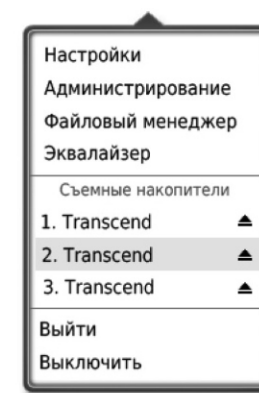 Настройки
Администрирование
Файловый менеджер
Эквалайзер
Съемные накопители
1. Transcend
2. Transcend
3. Transcend
Выйти
Выключить